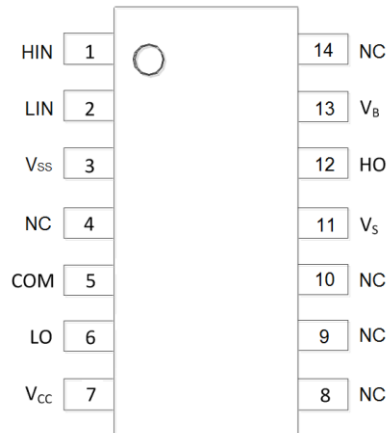 HIN 1 14 NC
LIN 2 13 VB
VSS 3 12 HO
NC 4 11 VS
COM 5 10 NC
LO 6 9 NC
VCC 7 8 NC